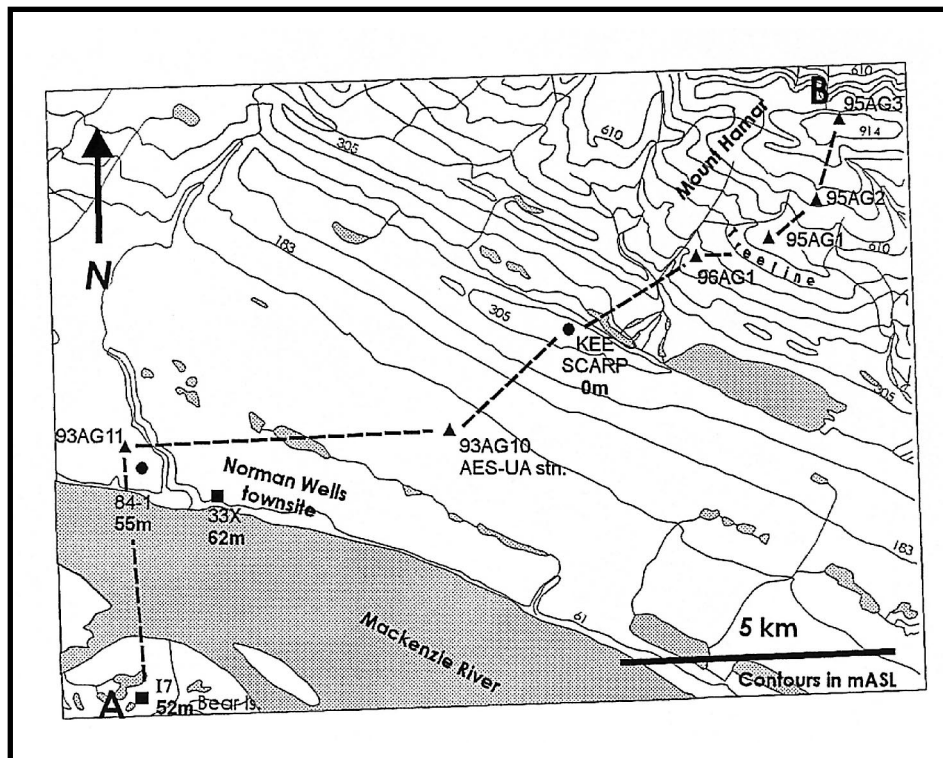 610
B
95AG3
914
610
Mount Hamar
305
95AG2
N
183
95AG1
610
Treeline
96AG1
305
KEE
SCARP
0m
305
93AG11
93AG10
AES-UA stn.
Norman Wells
townsite
84-1
55m
33X
62m
183
61
5 km
Mackenzie River
Contours in mASL
A
I7
52m
Bear Is.